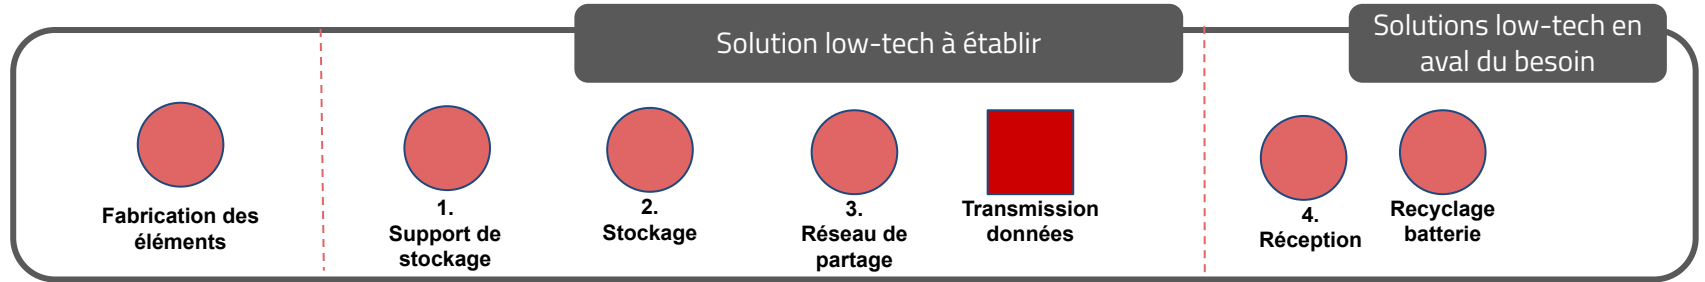 Solution low-tech à établir
Solutions low-tech en
aval du besoin
Fabrication des
éléments
1.
Support de
stockage
2.
Stockage
3.
Réseau de
partage
Transmission
données
4.
Réception
Recyclage
batterie